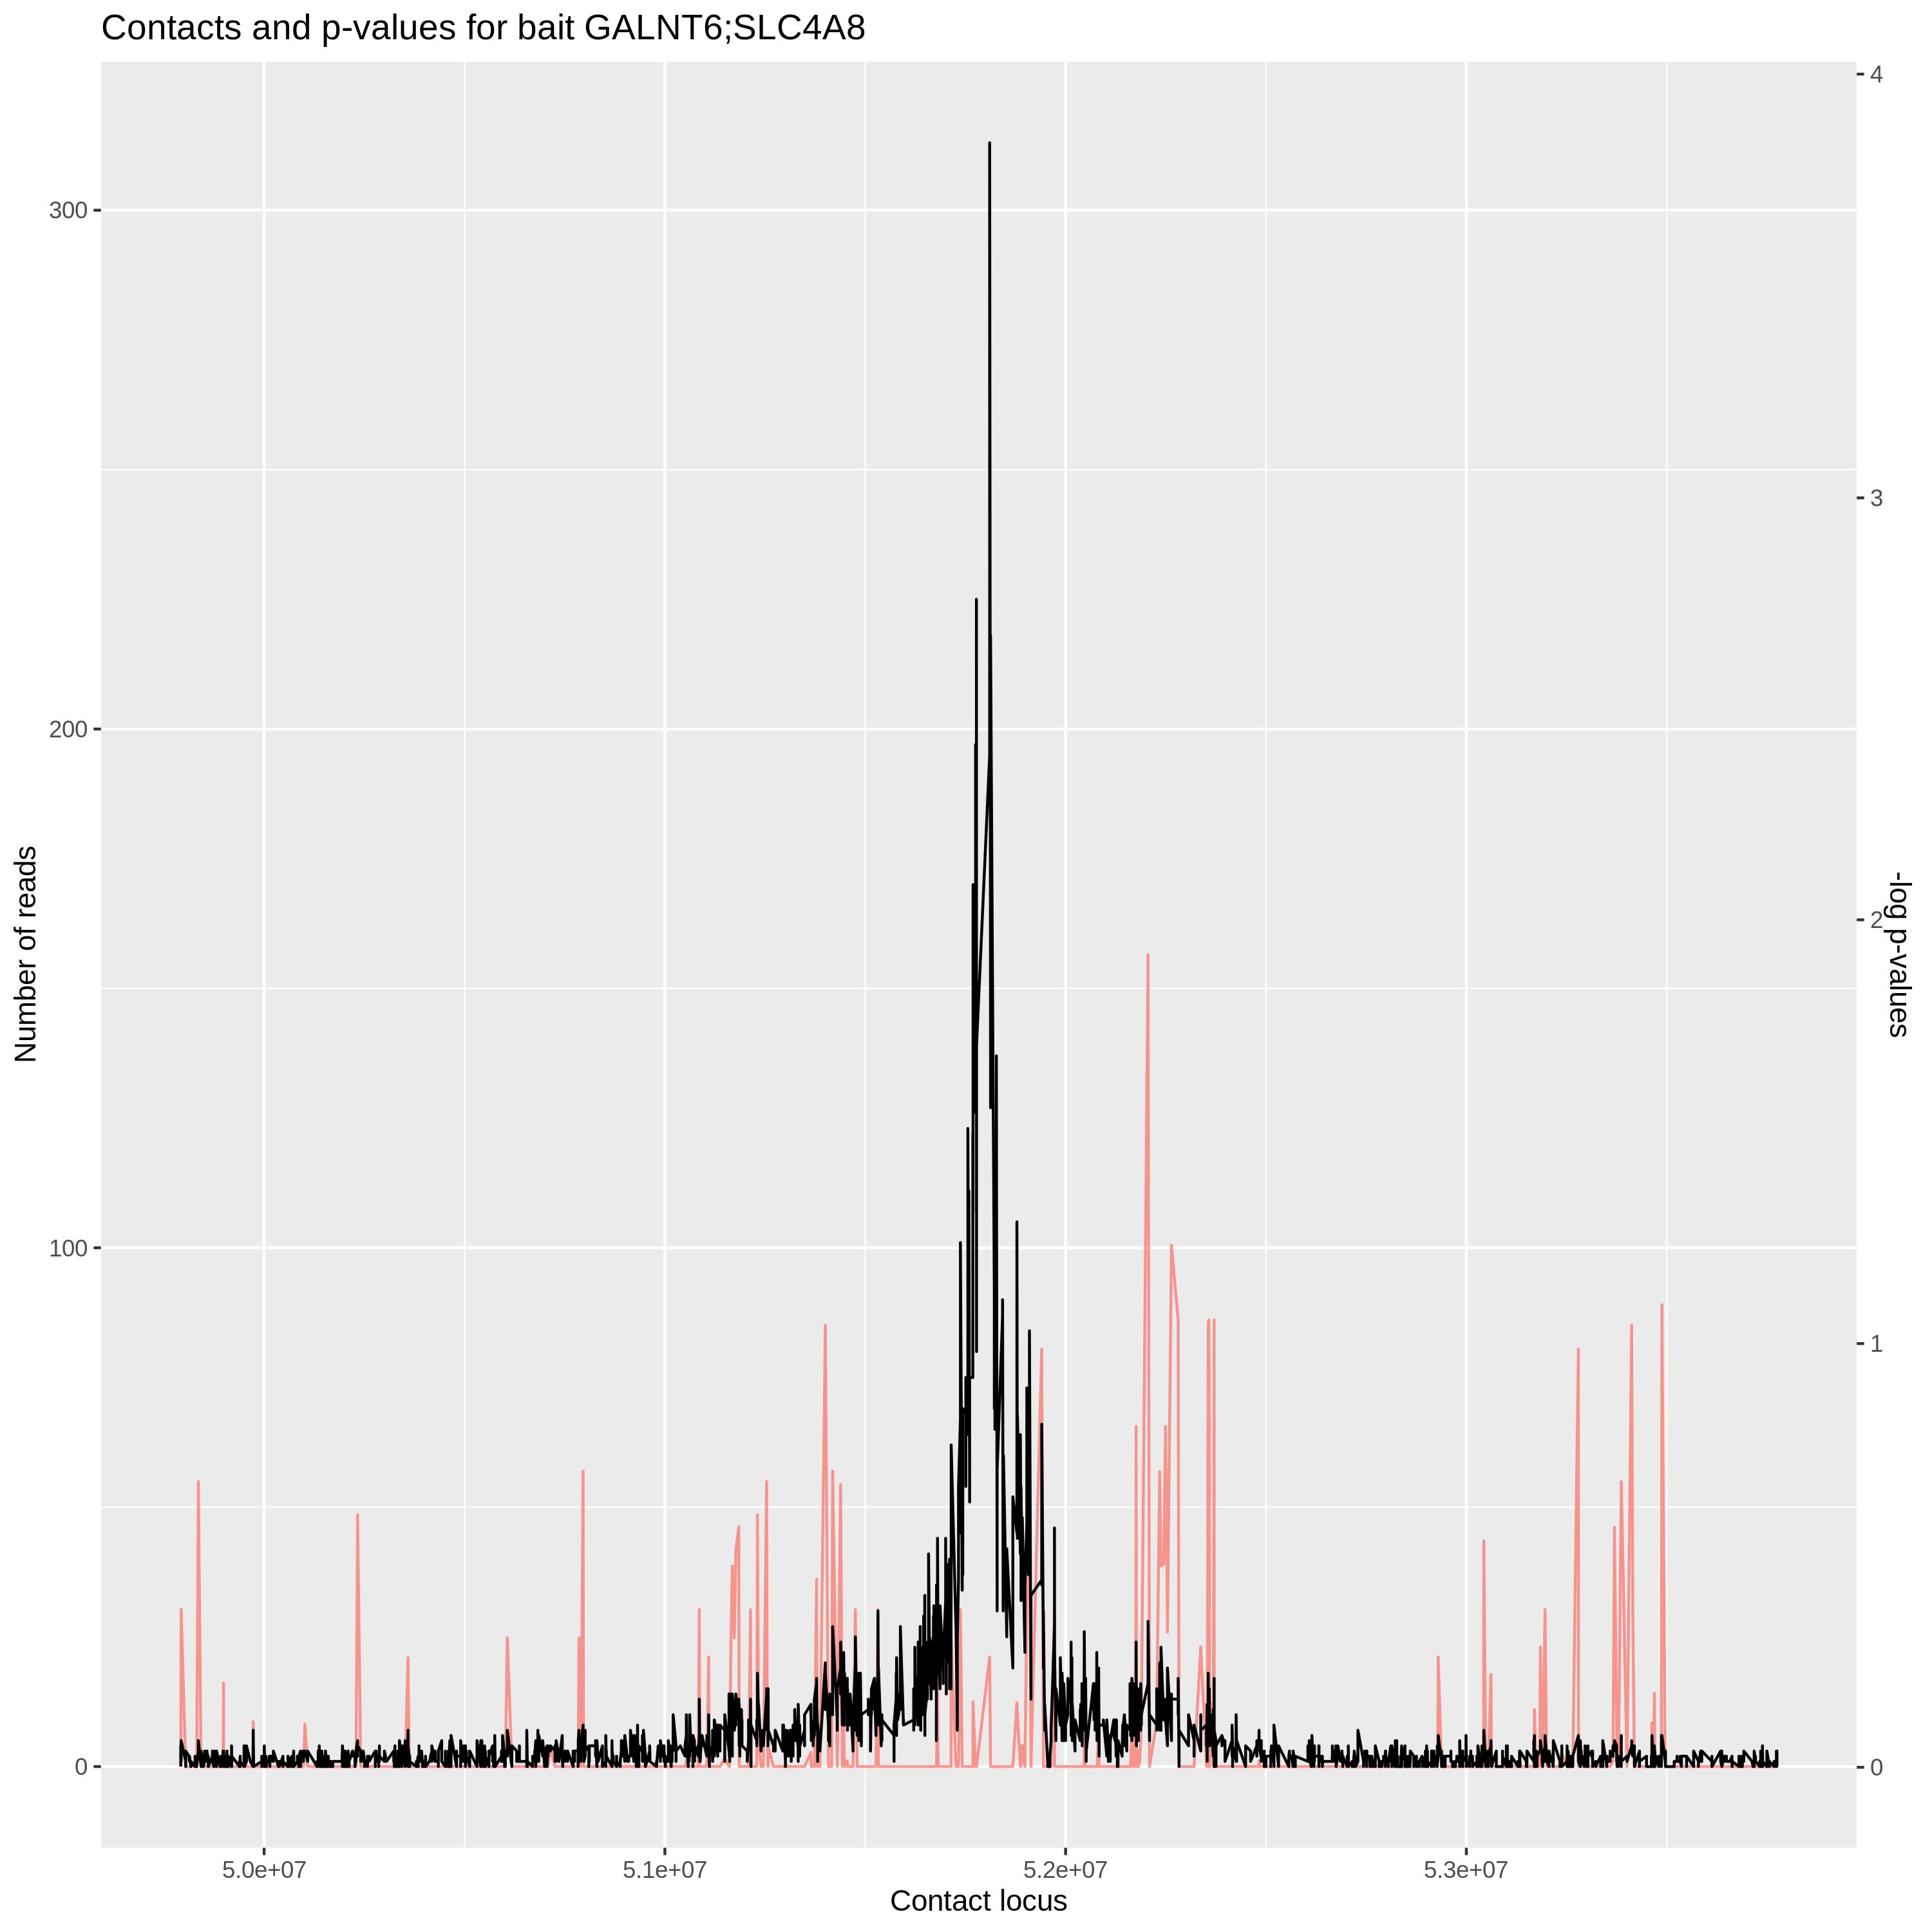 Contacts and p-values for bait GALNT6;SLC4A8
4
300
3
200
2
Number of reads
-log p-values
1
100
0
0
5.0e+07 5.1e+07 5.2e+07 5.3e+07
Contact locus